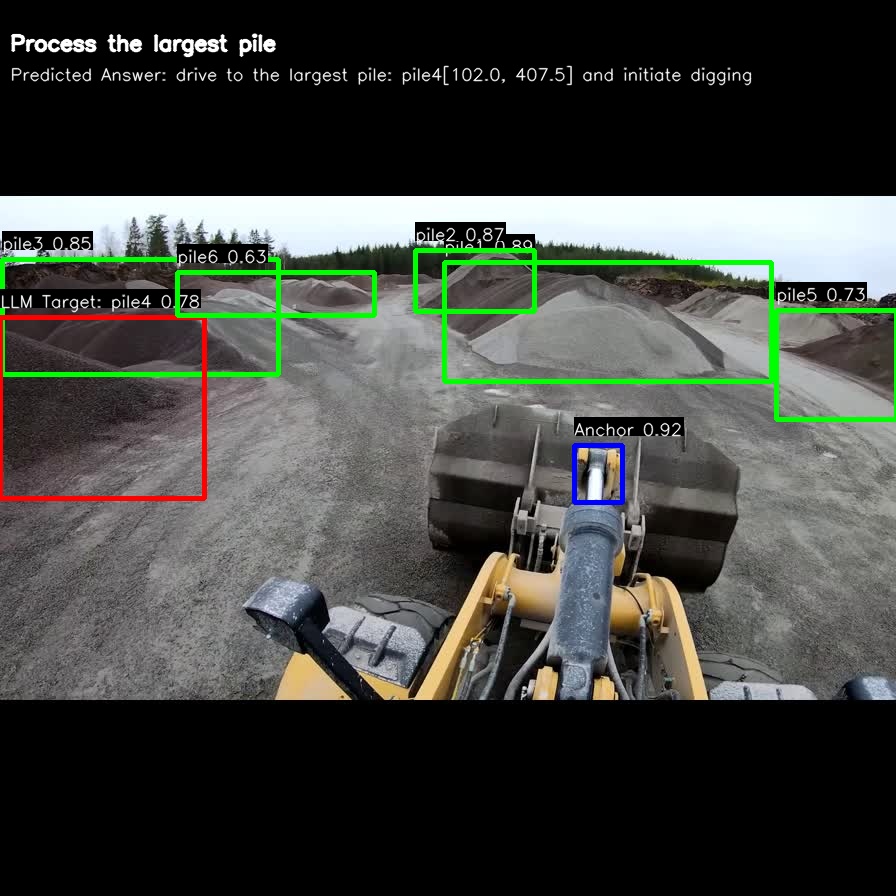 Process the largest pile
Predicted Answer: drive to the largest pile: pile4[102.0, 407.5] and initiate digging
pile2 0.87
pile3 0.85
pile1 0.89
pile6 0.63
pile5 0.73
LLM Target: pile4 0.78
Anchor 0.92